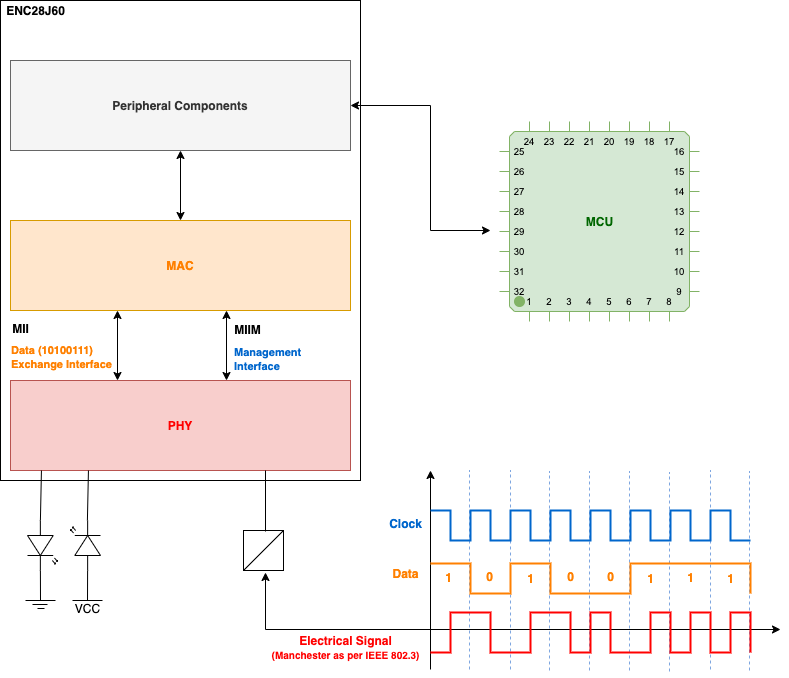 ENC28J60
Peripheral Components
24 23 22 21 20 19 18 17
25
26
27
28
29
30
31
32
16
15
14
13
12
11
10
9
MCU
1 2 3 4 5 6 7 8
MAC
MII
Data (10100111)
Exchange Interface
MIIM
Management
Interface
PHY
VCC
Clock
Data
1 0 1 0 0 1 1 1
Electrical Signal
(Manchester as per IEEE 802.3)